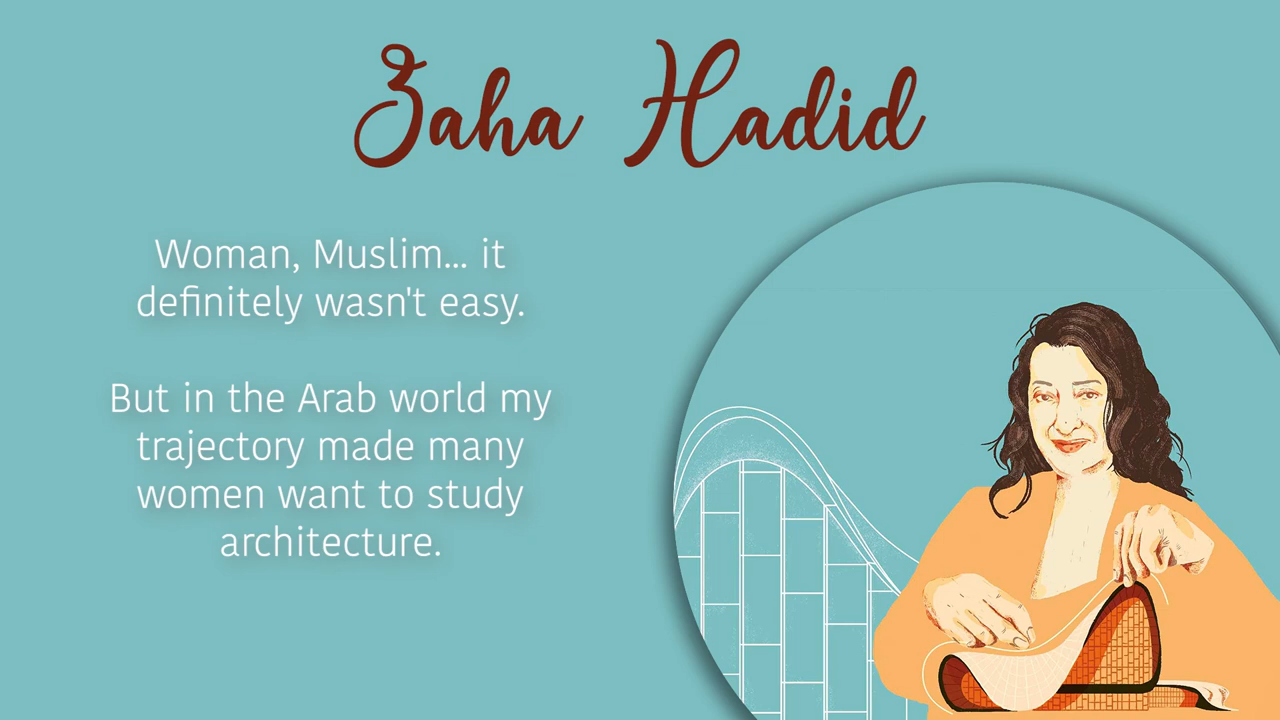 Zaha Hadid
Woman, Muslim... it
definitely wasn't easy.
But in the Arab world my
trajectory made many
women want to study
architecture.